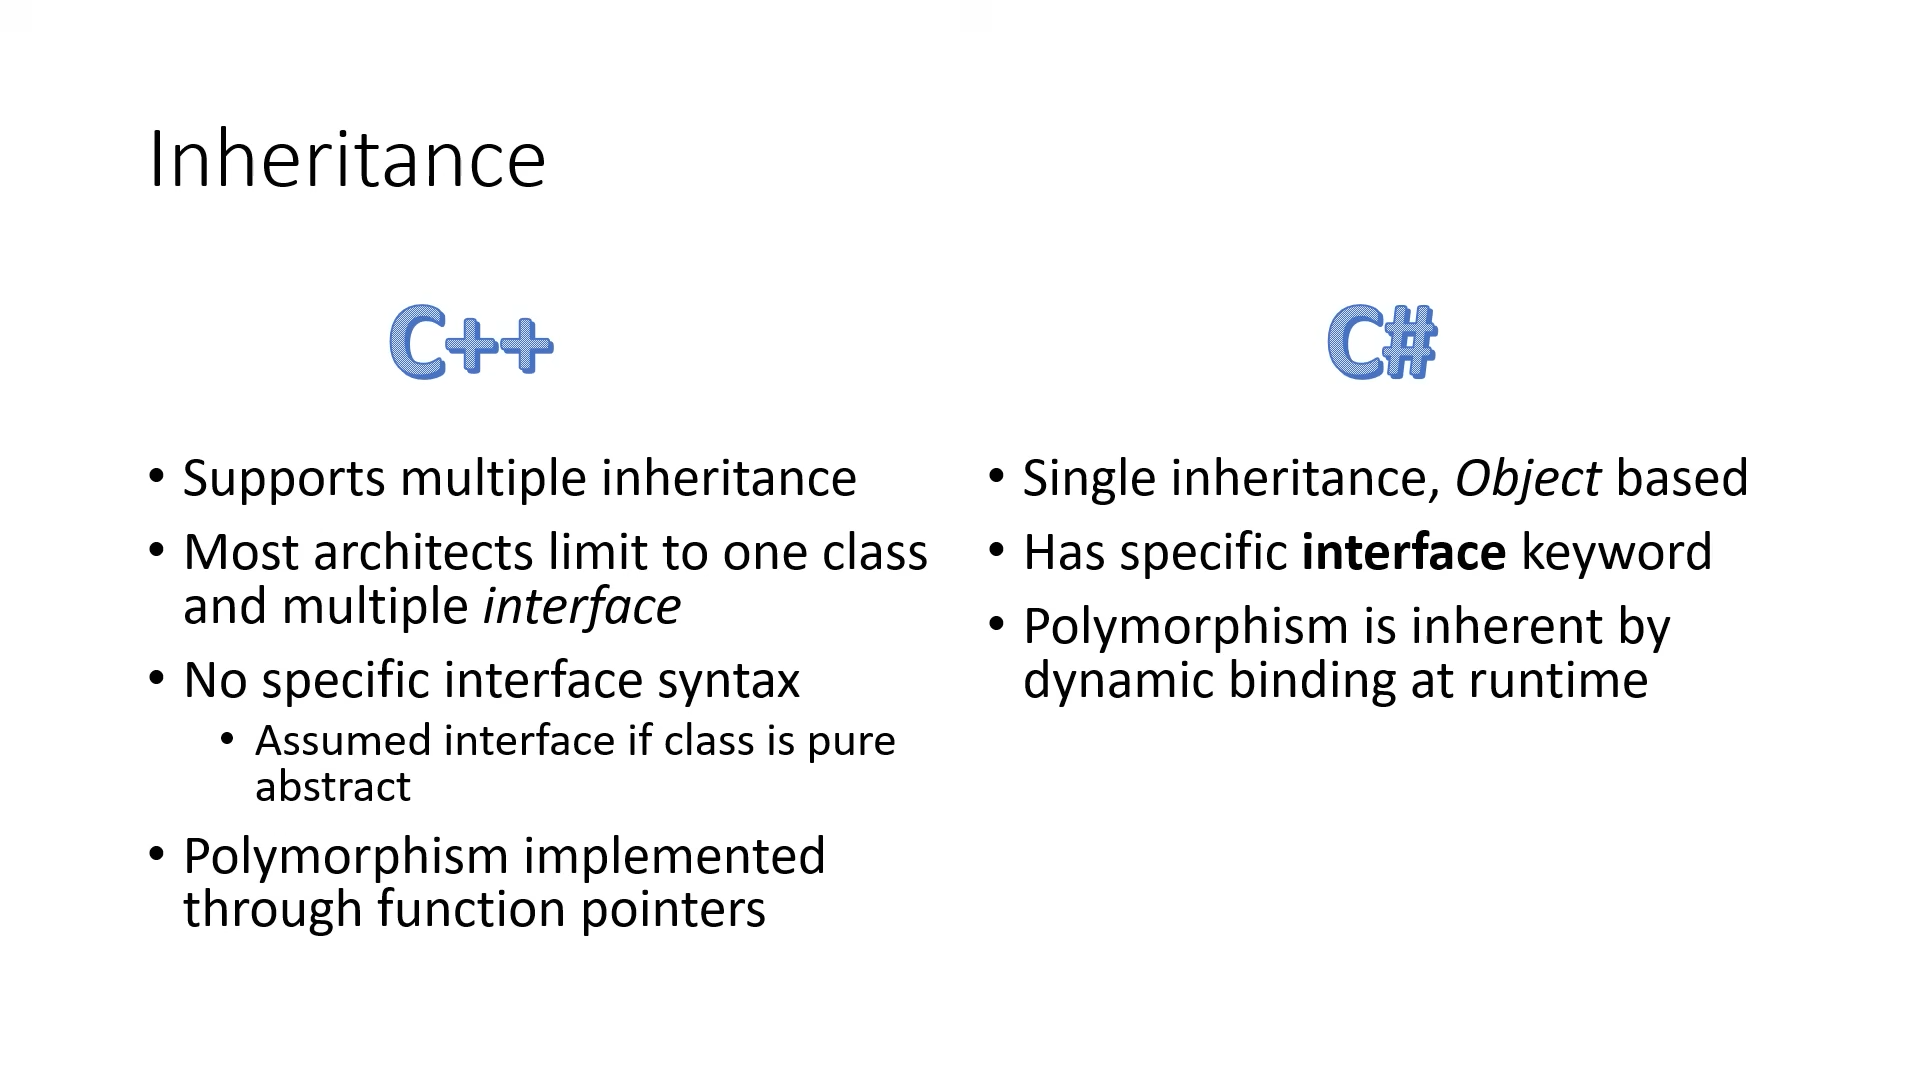 Inheritance
C++
• Supports multiple inheritance
• Most architects limit to one class
and multiple interface
• No specific interface syntax
• Assumed interface if class is pure
abstract
• Polymorphism implemented
through function pointers
C#
• Single inheritance, Object based
• Has specific interface keyword
• Polymorphism is inherent by
dynamic binding at runtime